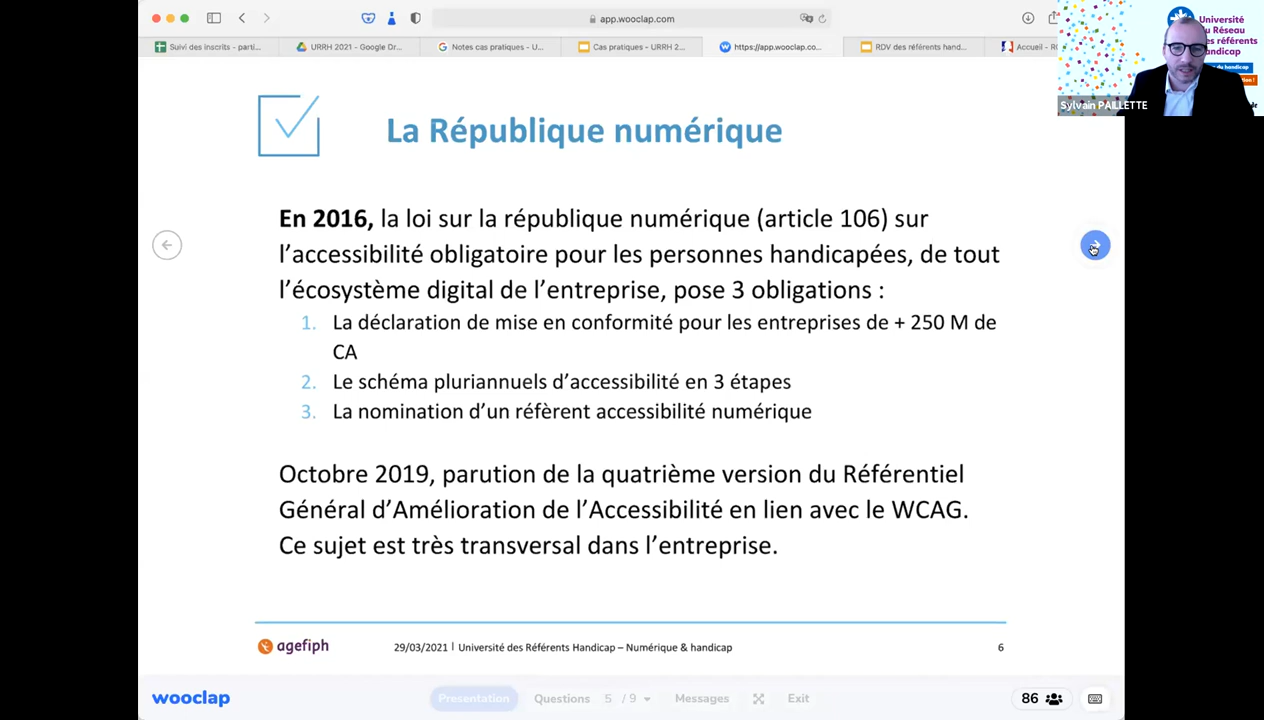 app.wooclap.com
Suivi des inscrits - parti...
URRH 2021 - Google Dr...
Notes cas pratiques - U...
Cas pratiques - URRH 2...
https://app.wooclap.co...
RDV des référents hand...
Accueil - R
Université
u Réseau
es référents
andicap
du handicap
Sylvain PAILLETTE
La République numérique
En 2016, la loi sur la république numérique (article 106) sur
l'accessibilité obligatoire pour les personnes handicapées, de tout
l'écosystème digital de l'entreprise, pose 3 obligations :
1. La déclaration de mise en conformité pour les entreprises de + 250 M de
CA
2. Le schéma pluriannuels d'accessibilité en 3 étapes
3. La nomination d'un réfèrent accessibilité numérique
Octobre 2019, parution de la quatrième version du Référentiel
Général d'Amélioration de l'Accessibilité en lien avec le WCAG.
Ce sujet est très transversal dans l'entreprise.
agefiph
29/03/2021 | Université des Référents Handicap – Numérique & handicap
6
wooclap
Presentation
Questions 5 / 9
Messages
Exit
86